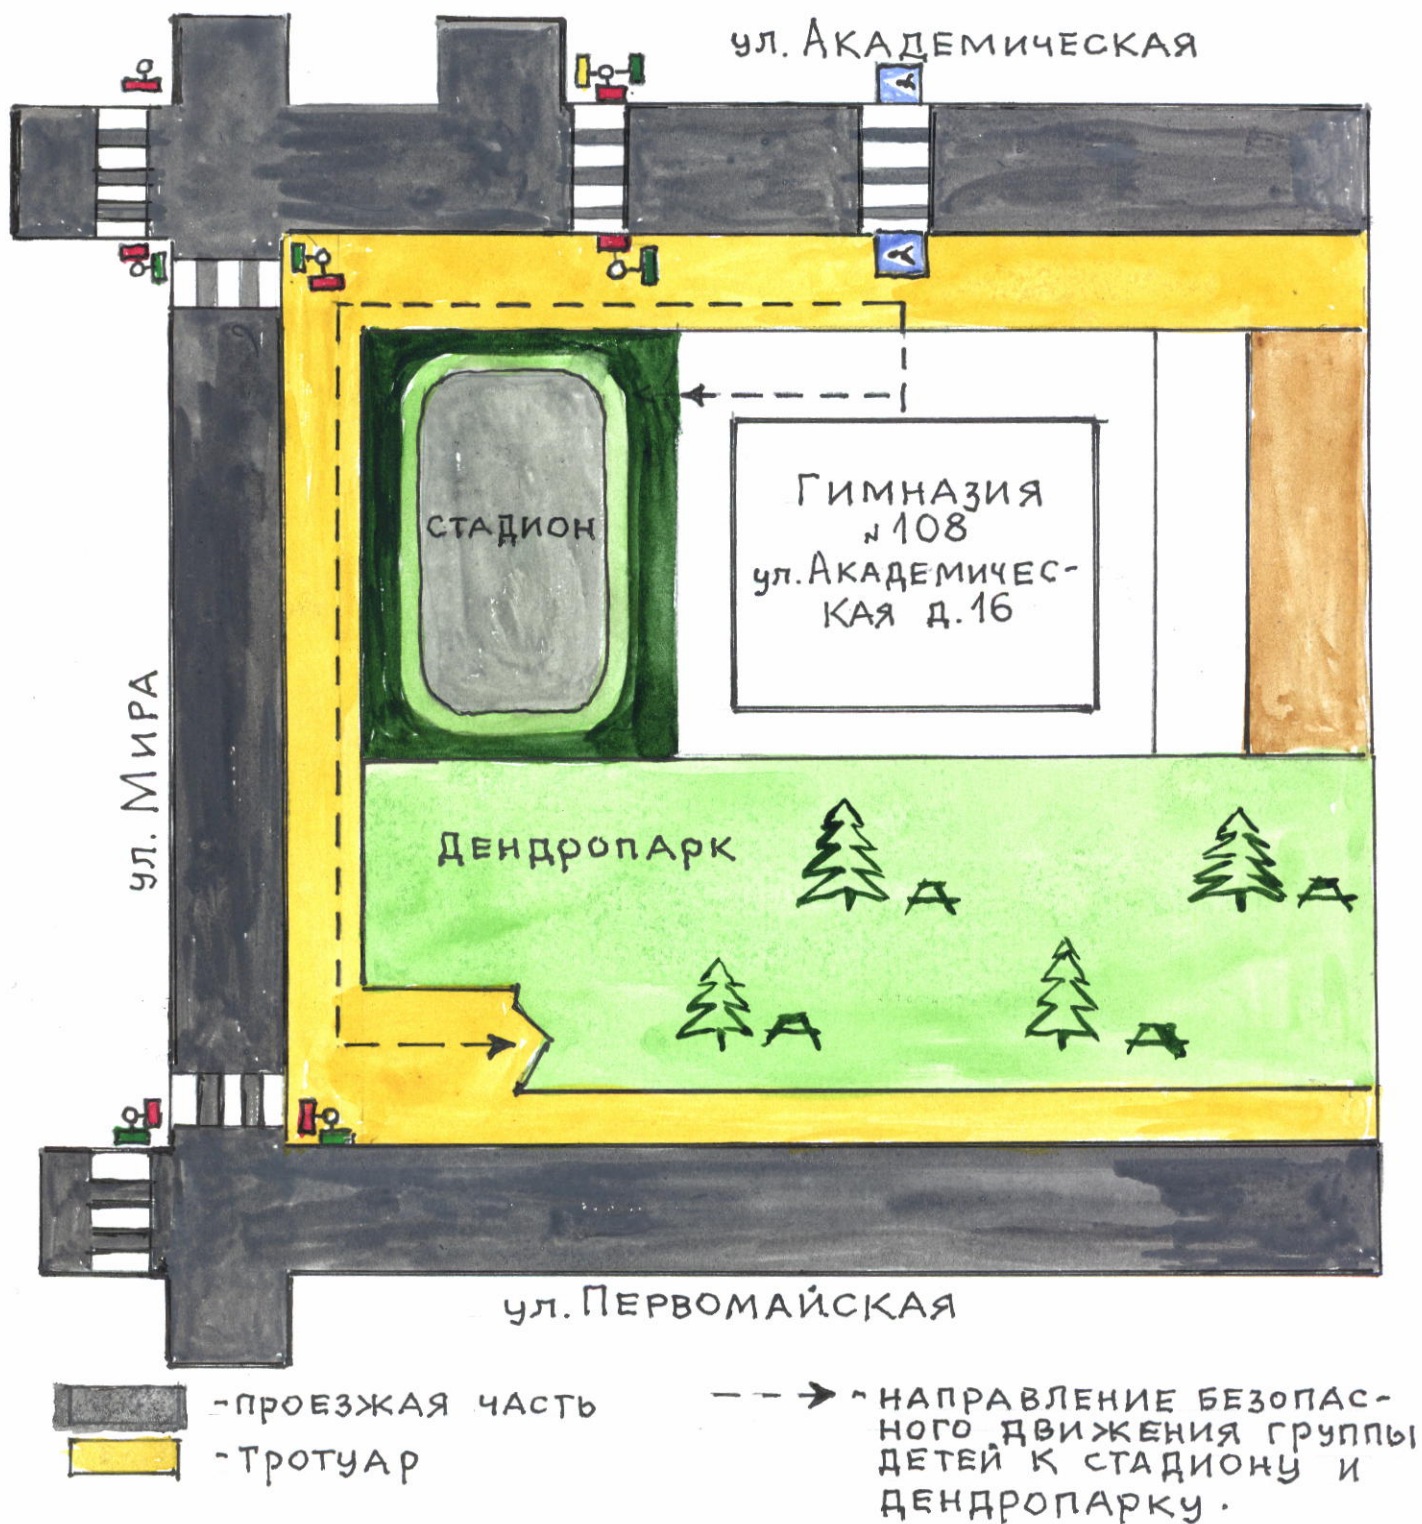 ул. Академическая
Гимназия
№108
ул. Академичес-
кая д.16
стадион
ул. Мира
Дендропарк
ул. Первомайская
- проезжая часть
- тротуар
- направление безопас-
ного движения группы
детей к стадиону и
дендропарку.